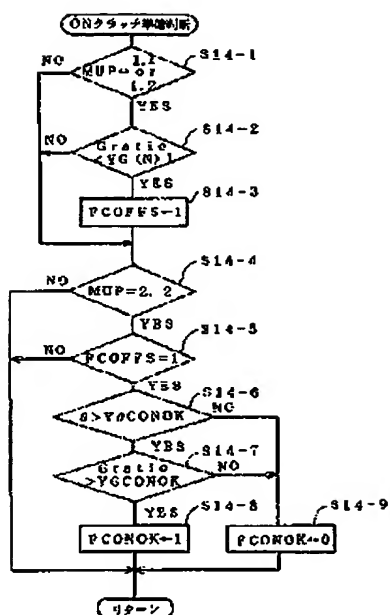 ONクラッチ準備判断
S14-1
NO
MUP=1.1 or 1.2
YES
S14-2
NO
Gratio
<YG(N)1
YES
S14-3
FCOFFS←1
S14-4
NO
MUP=2.2
YES
S14-5
NO
FCOFFS=1
YES
S14-6
θ>YθCONOK
NO
YES
S14-7
Gratio
>YGCONOK
NO
YES
S14-8
S14-9
FCONOK←1
FCONOK←0
リターン